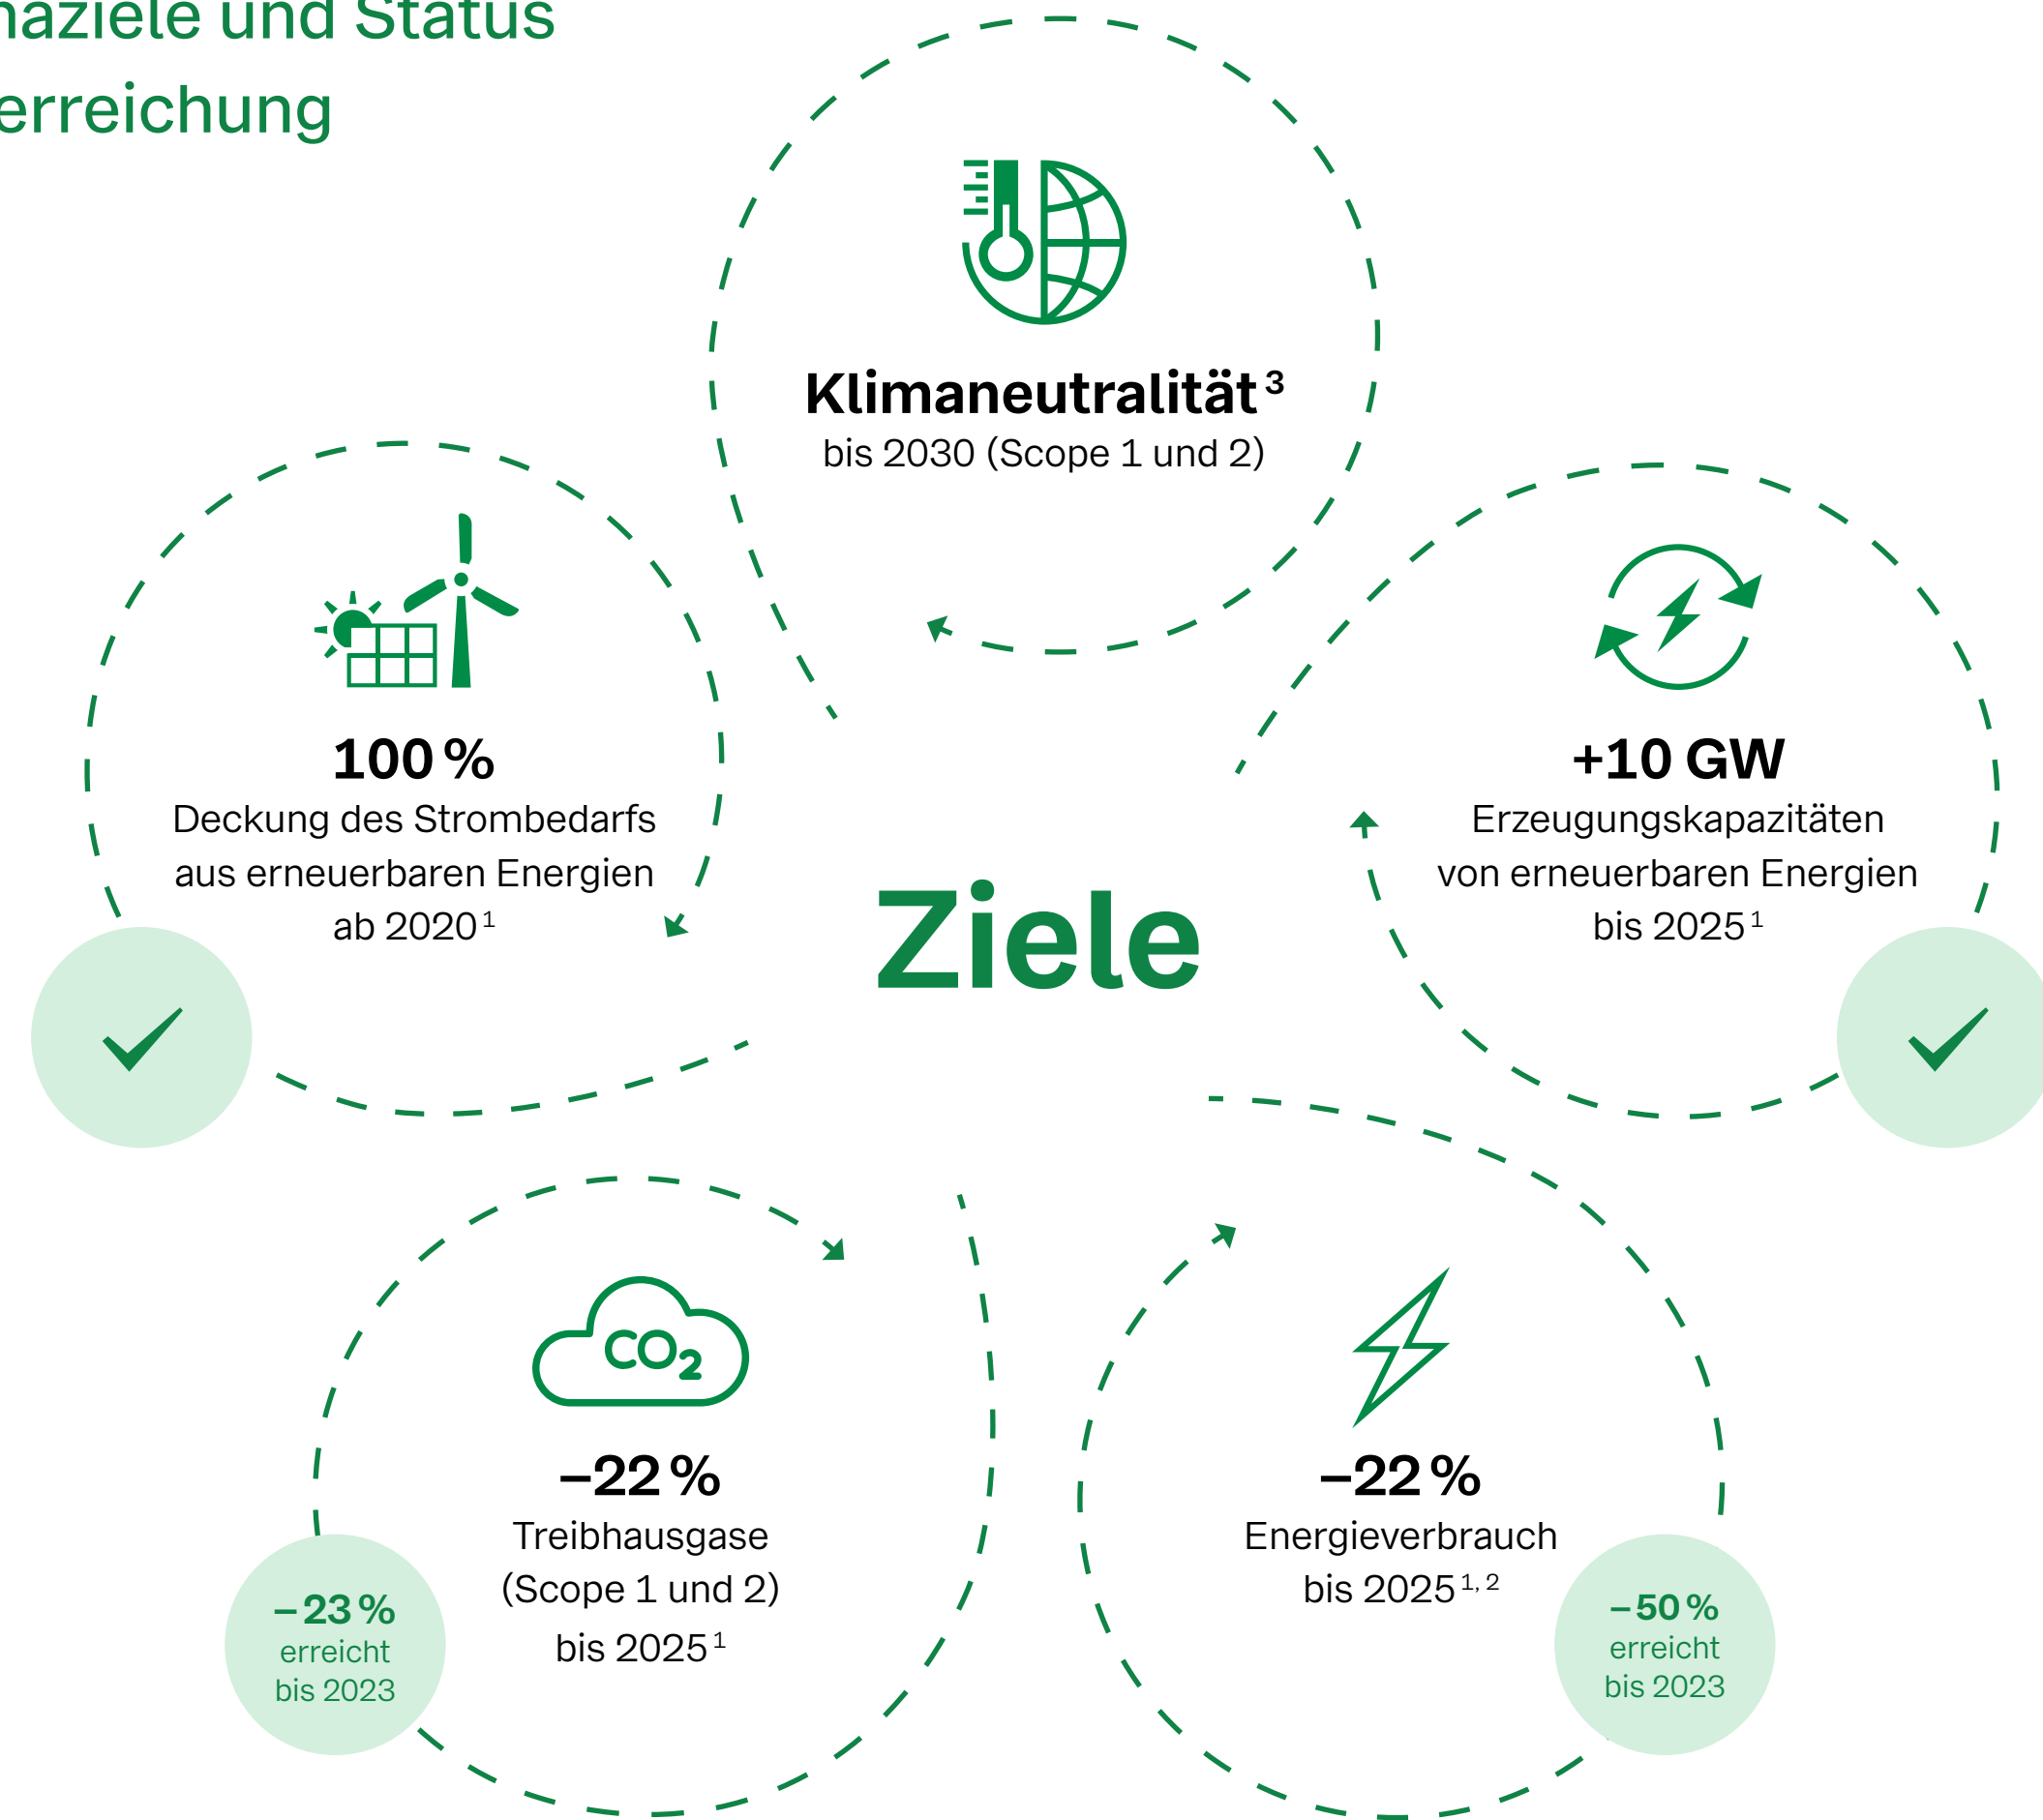 und Status
Klimaneutralität³
bis 2030 (Scope 1 und 2)
100 %
Deckung des Strombedarfs
aus erneuerbaren Energien
ab 2020¹
+10 GW
Erzeugungskapazitäten
von erneuerbaren Energien
bis 2025¹
Ziele
CO₂
–22 %
Treibhausgase
(Scope 1 und 2)
bis 2025¹
–23 %
erreicht
bis 2023
–22 %
Energieverbrauch
bis 2025¹,²
–50 %
erreicht
bis 2023